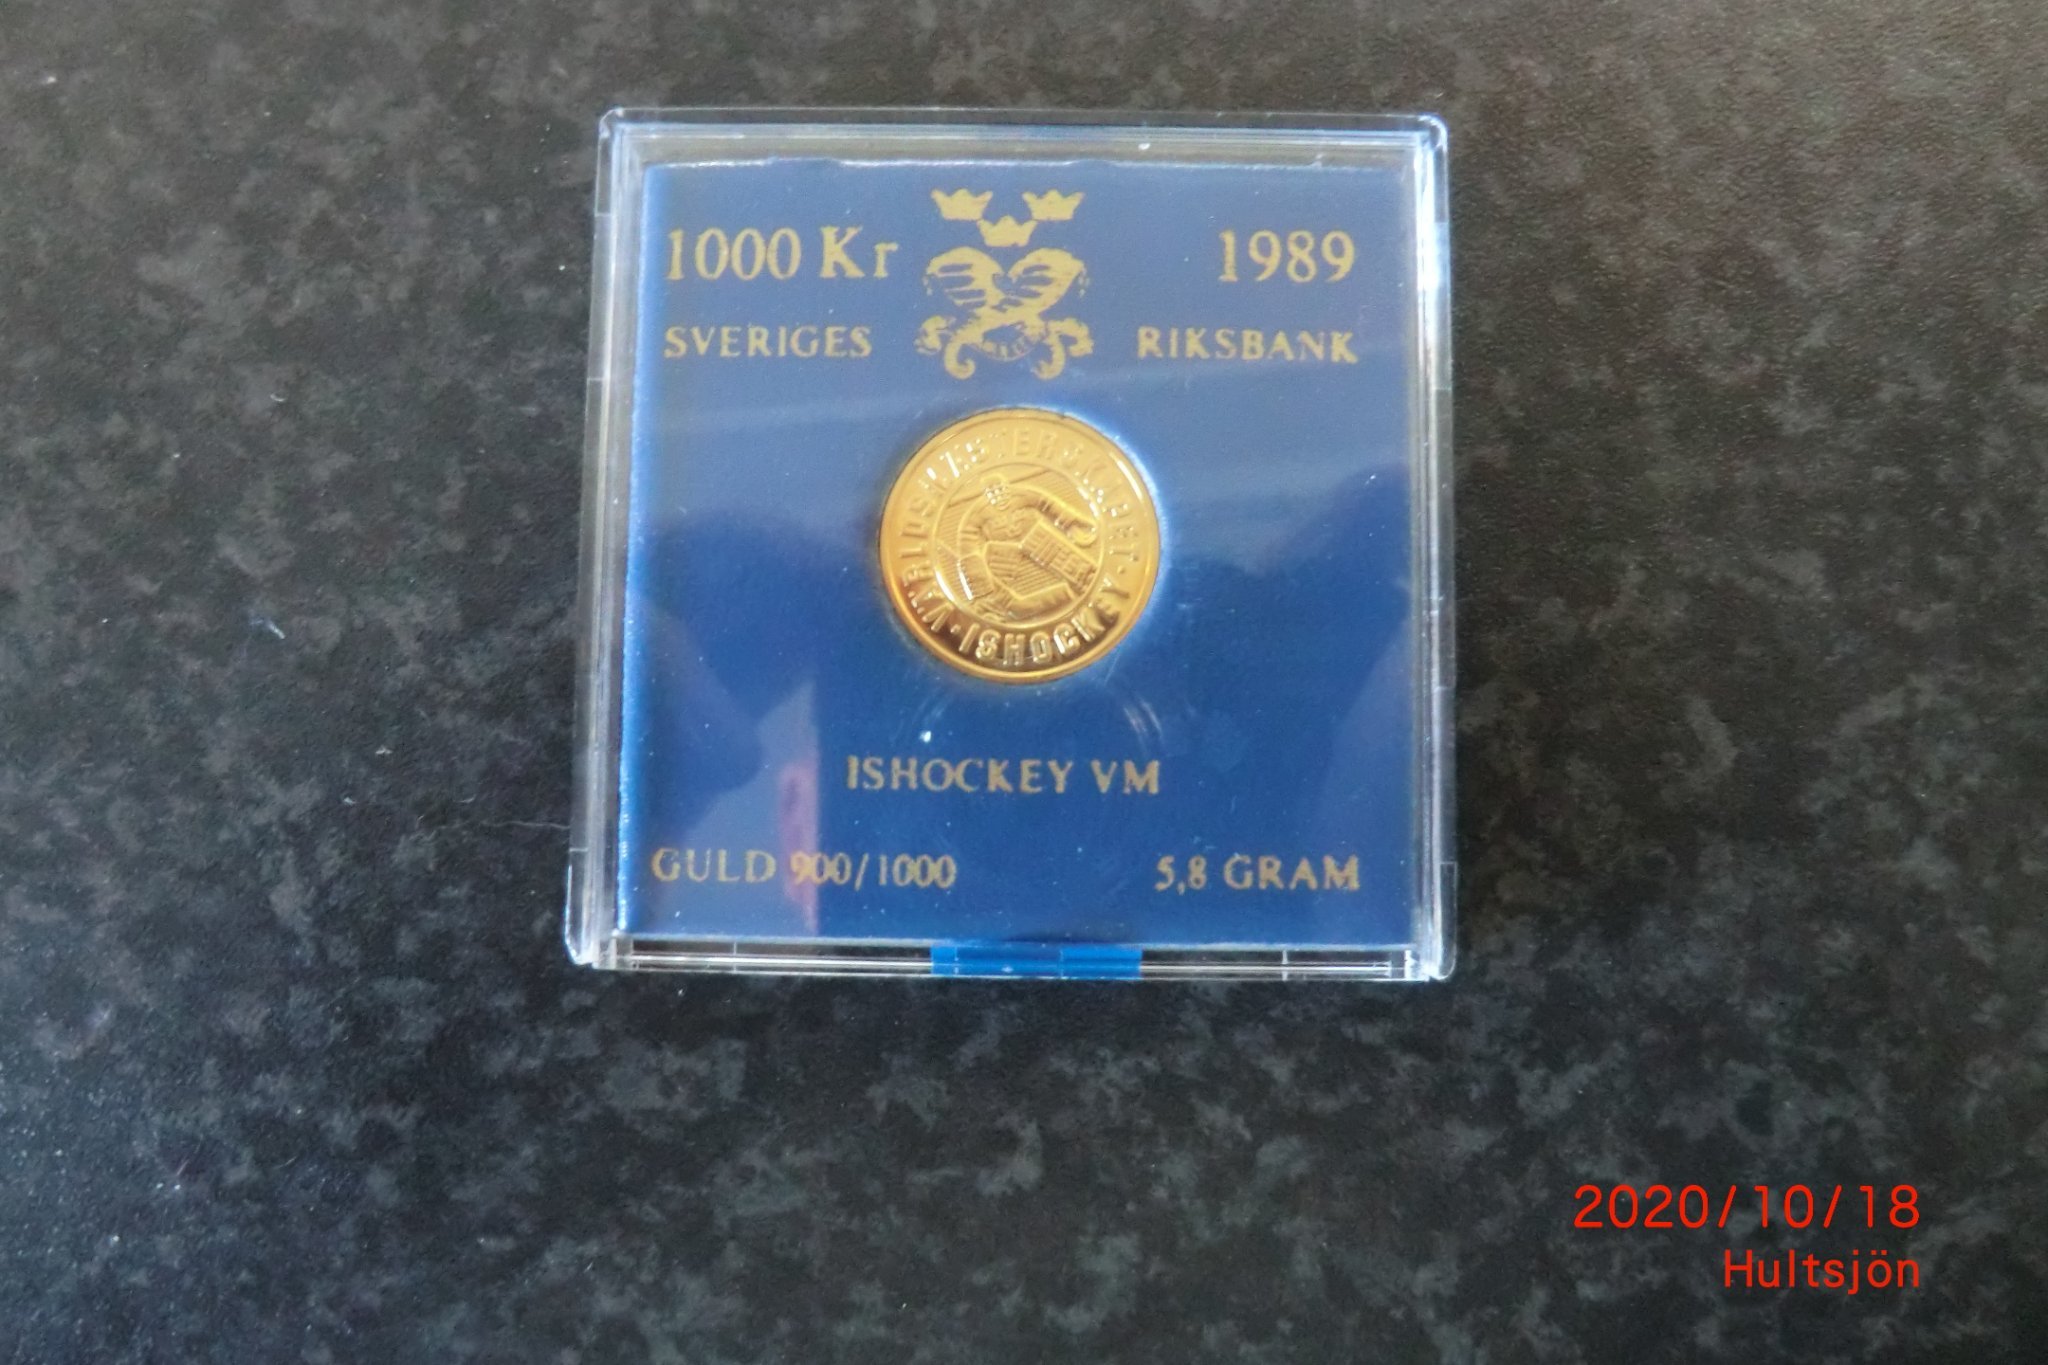 1000 Kr 1989
SVERIGES RIKSBANK
VÄRLDSMÄSTERSKAPET · ISHOCKEY ·
ISHOCKEY VM
GULD 900/1000 5,8 GRAM
2020/10/18
Hultsjön